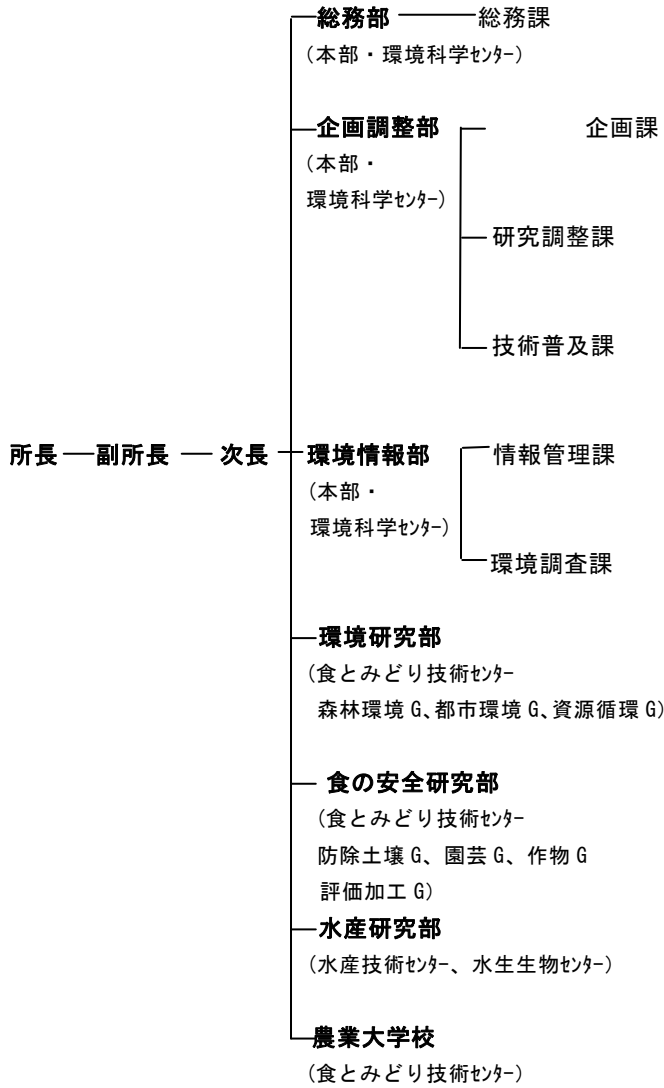 総務部 総務課
(本部・環境科学ｾﾝﾀｰ)
企画調整部 企画課
(本部・
環境科学ｾﾝﾀｰ)
研究調整課
技術普及課
所長 副所長 次長 環境情報部 情報管理課
(本部・
環境科学ｾﾝﾀｰ)
環境調査課
環境研究部
(食とみどり技術ｾﾝﾀｰ
森林環境 G、都市環境 G、資源循環 G)
食の安全研究部
(食とみどり技術ｾﾝﾀｰ
防除土壌 G、園芸 G、作物 G
評価加工 G)
水産研究部
(水産技術ｾﾝﾀｰ、水生生物ｾﾝﾀｰ)
農業大学校
(食とみどり技術ｾﾝﾀｰ)